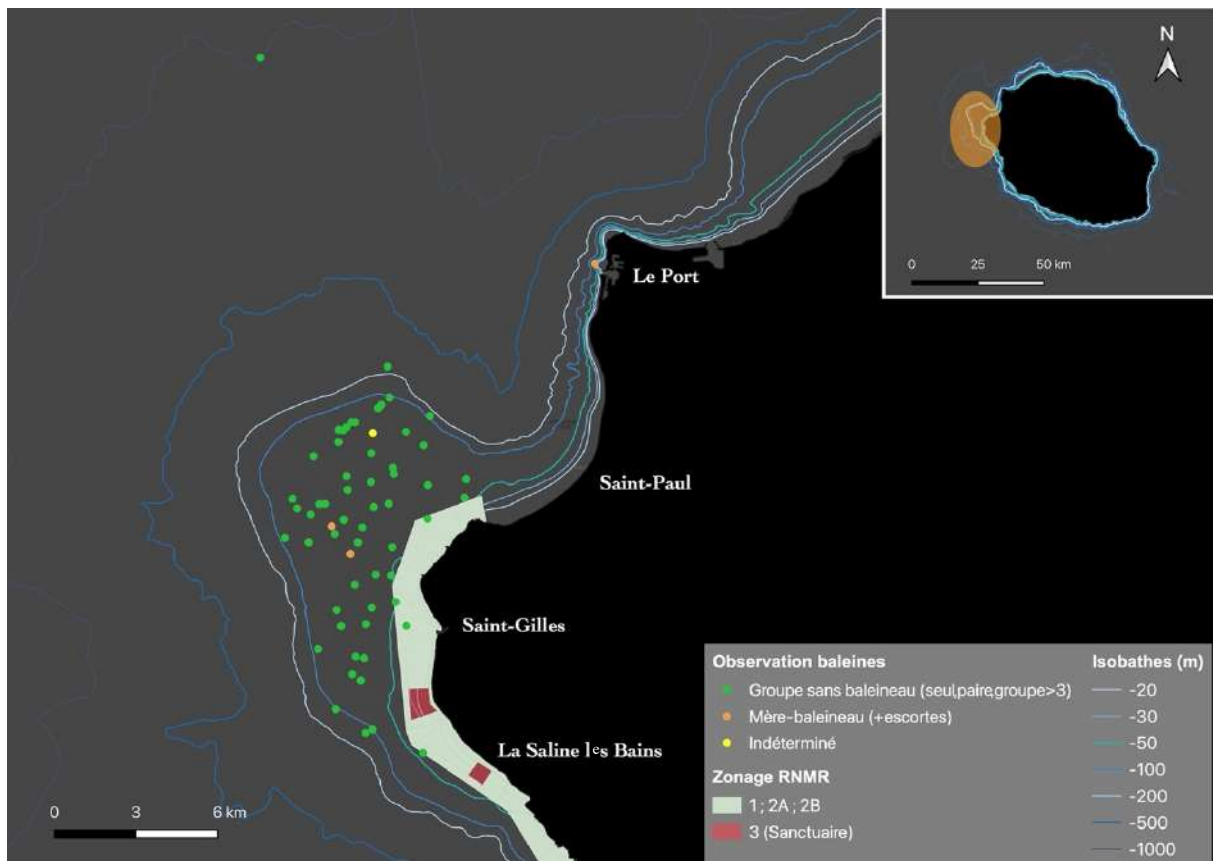 N
0 25 50 km
Le Port
Saint-Paul
Saint-Gilles
La Saline les Bains
0 3 6 km
Observation baleines
Groupe sans baleineau (seul,paire,groupe>3)
Mère-baleineau (+escortes)
Indéterminé
Zonage RNMR
1 ; 2A ; 2B
3 (Sanctuaire)
Isobathes (m)
-20
-30
-50
-100
-200
-500
-1000